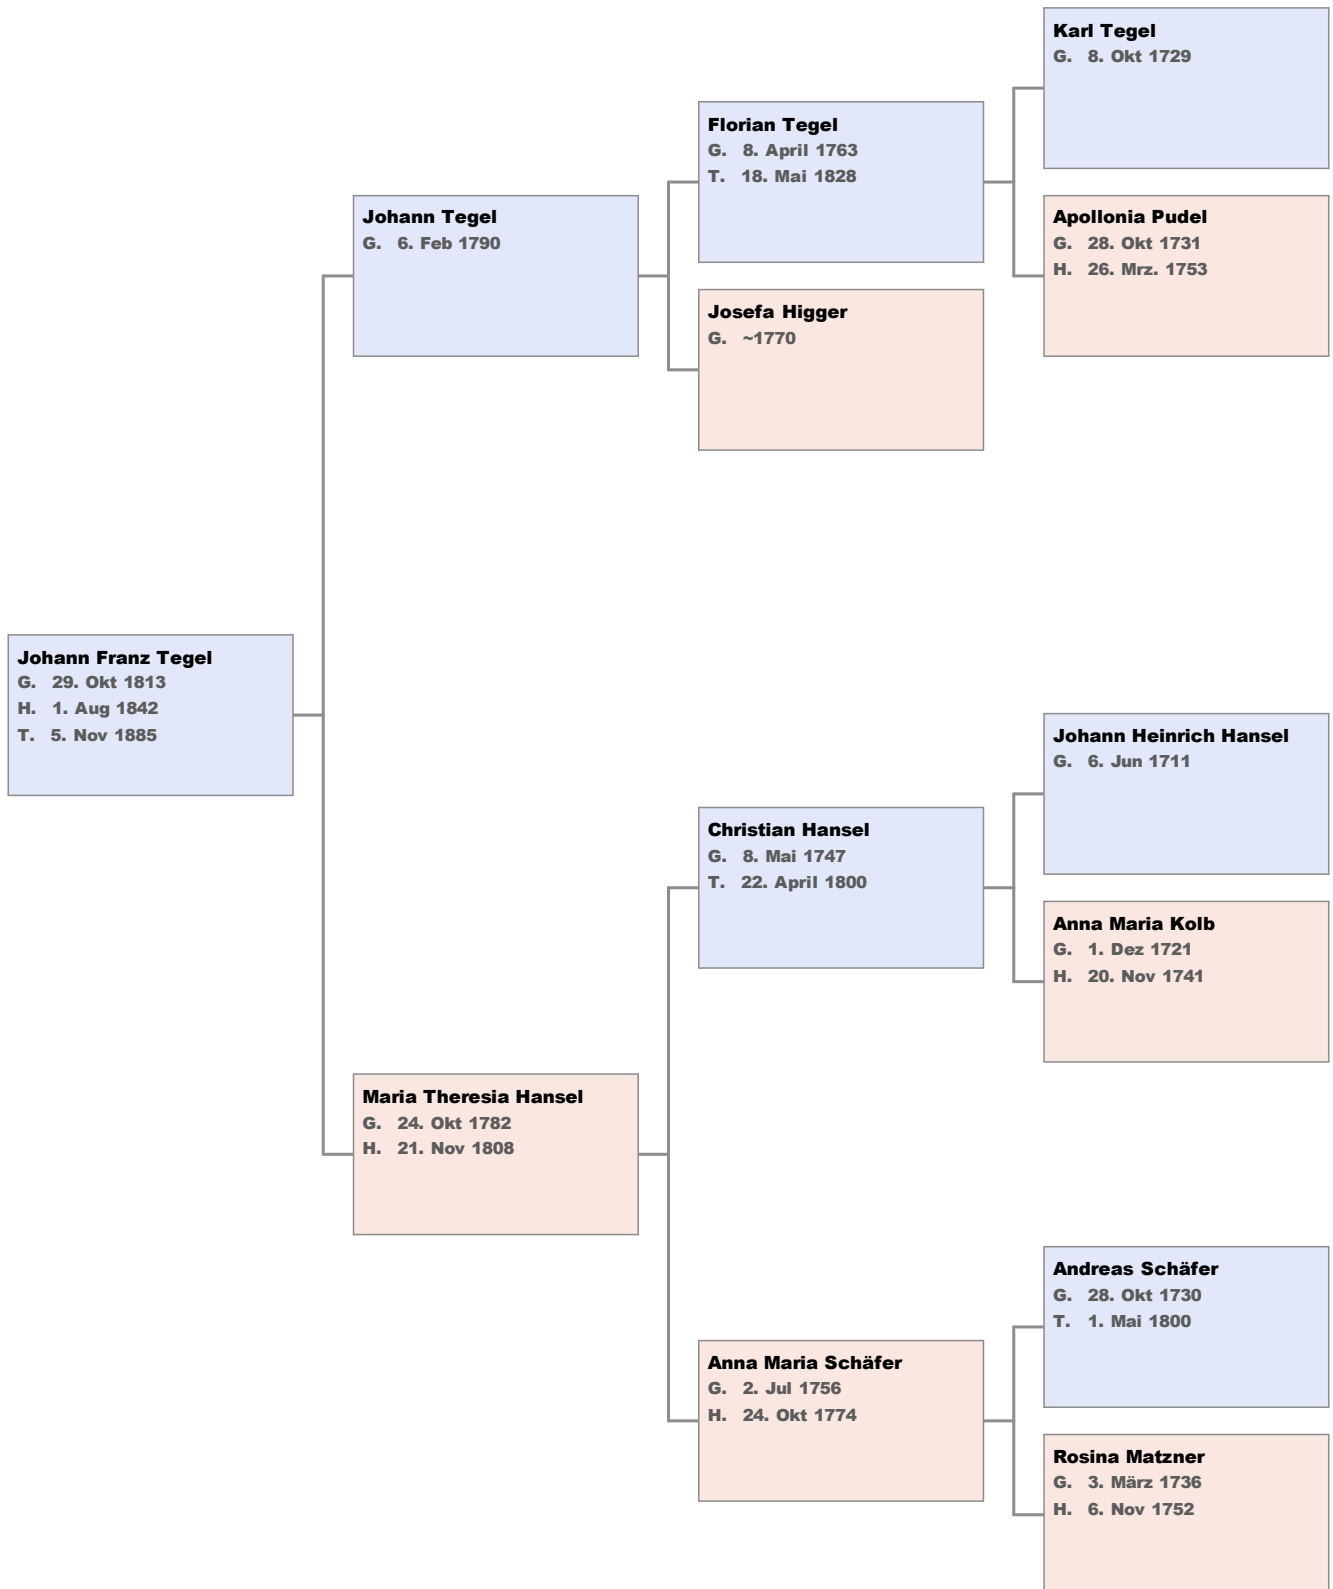 Karl Tegel
G. 8. Okt 1729
Florian Tegel
G. 8. April 1763
T. 18. Mai 1828
Johann Tegel
G. 6. Feb 1790
Apollonia Pudel
G. 28. Okt 1731
H. 26. Mrz. 1753
Josefa Higger
G. ~1770
Johann Franz Tegel
G. 29. Okt 1813
H. 1. Aug 1842
T. 5. Nov 1885
Johann Heinrich Hansel
G. 6. Jun 1711
Christian Hansel
G. 8. Mai 1747
T. 22. April 1800
Anna Maria Kolb
G. 1. Dez 1721
H. 20. Nov 1741
Maria Theresia Hansel
G. 24. Okt 1782
H. 21. Nov 1808
Andreas Schäfer
G. 28. Okt 1730
T. 1. Mai 1800
Anna Maria Schäfer
G. 2. Jul 1756
H. 24. Okt 1774
Rosina Matzner
G. 3. März 1736
H. 6. Nov 1752